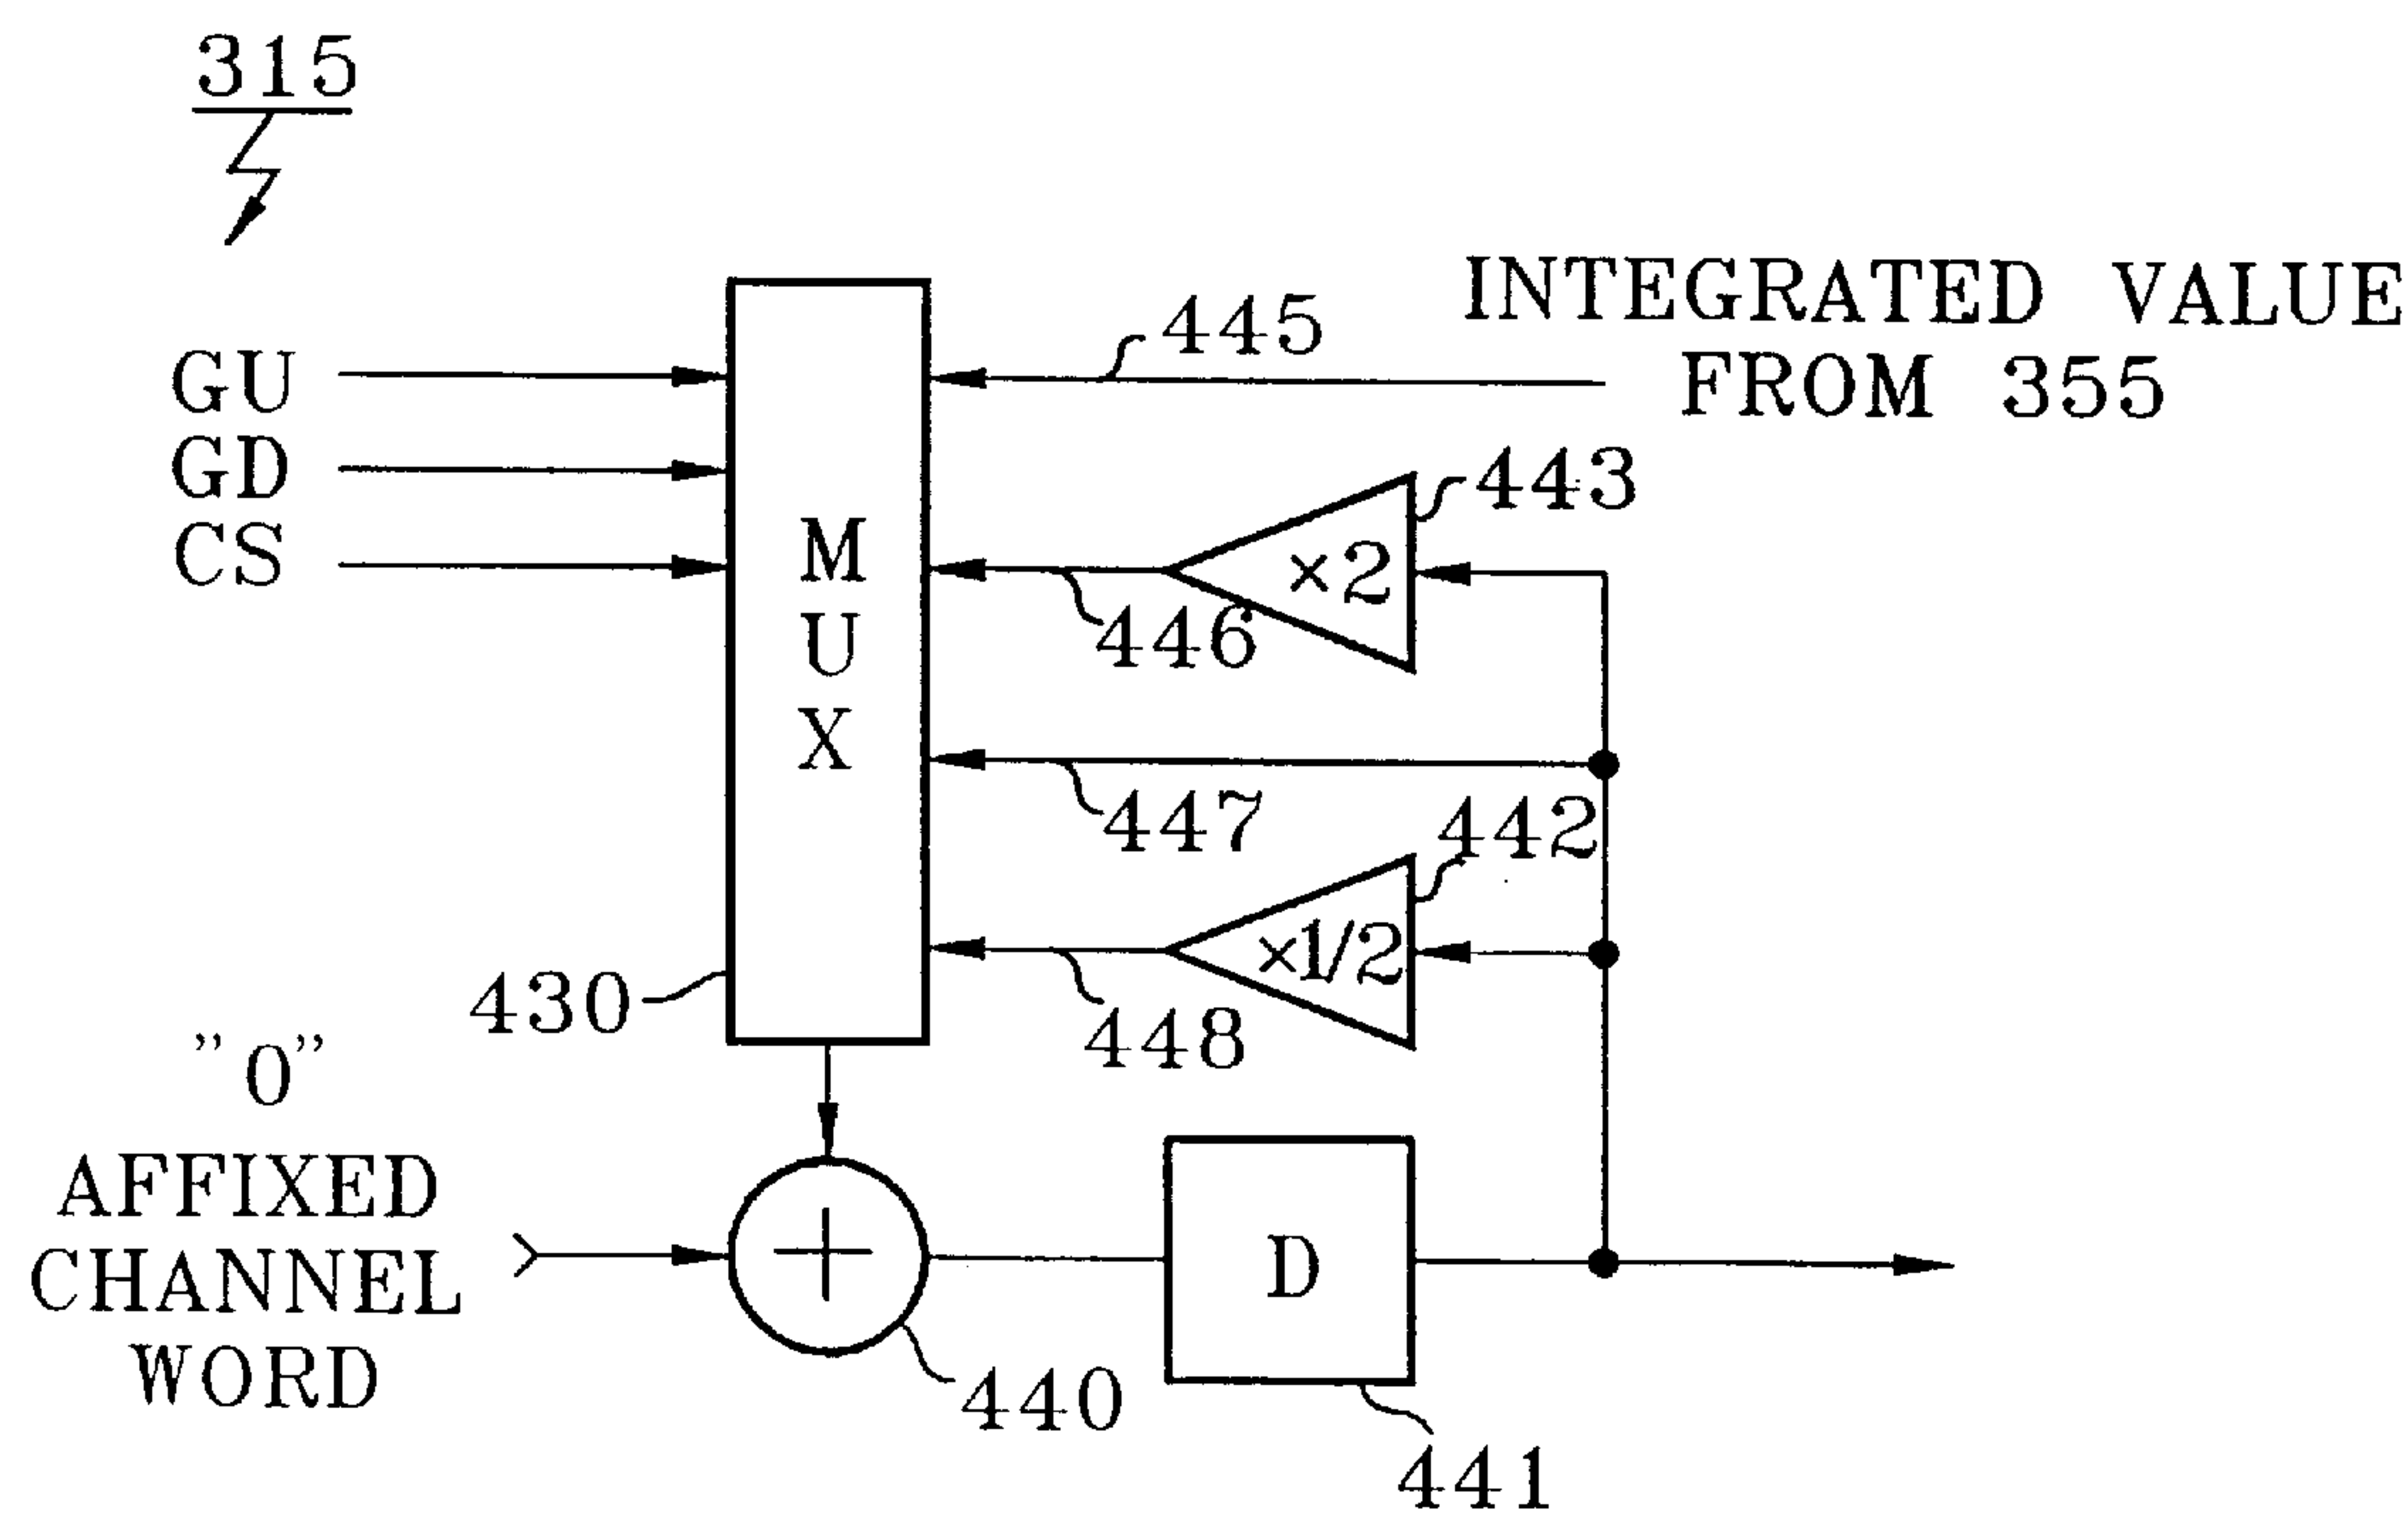 315
INTEGRATED VALUE
FROM 355
445
GU
GD
CS
443
×2
446
M
U
X
447
442
×1/2
448
430
"0"
AFFIXED
CHANNEL
WORD
+
D
440
441